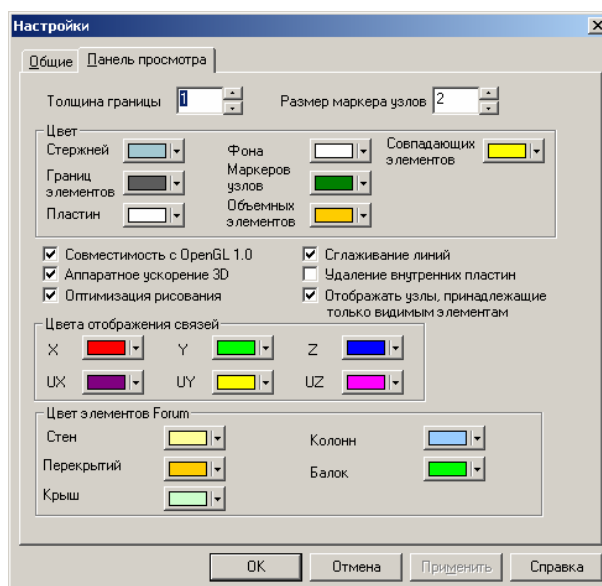 Настройки
Общие Панель просмотра
Толщина границы 1 Размер маркера узлов 2
Цвет
Стержней Фона Совпадающих элементов
Границ элементов Маркеров узлов
Пластин Объемных элементов
Совместимость с OpenGL 1.0 Сглаживание линий
Аппаратное ускорение 3D Удаление внутренних пластин
Оптимизация рисования Отображать узлы, принадлежащие
только видимым элементам
Цвета отображения связей
X Y Z
UX UY UZ
Цвет элементов Forum
Стен Колонн
Перекрытий Балок
Крыш
OK Отмена Применить Справка